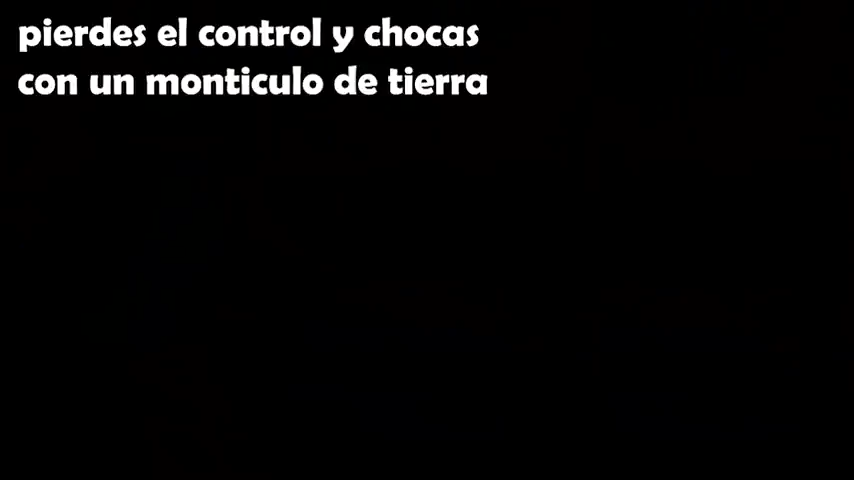 pierdes el control y chocas
con un monticulo de tierra